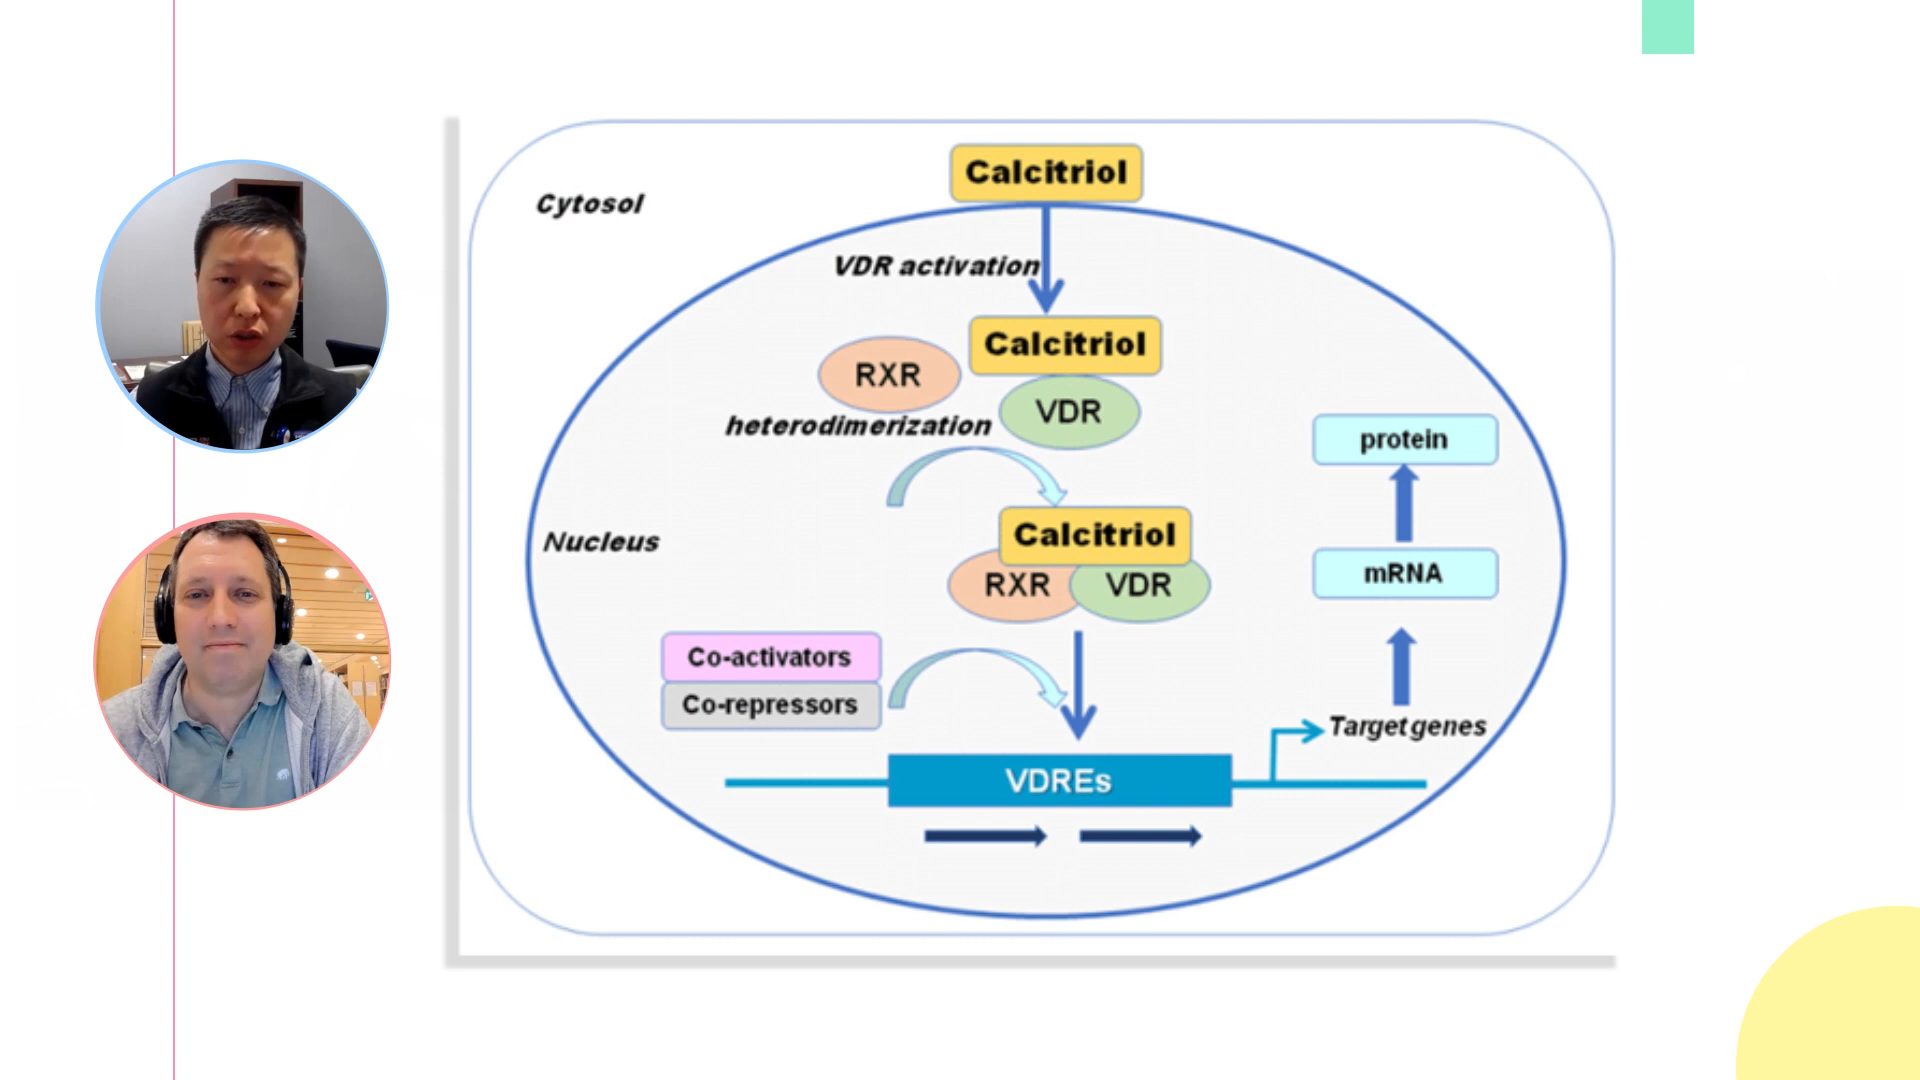 Calcitriol
Cytosol
VDR activation
Calcitriol
RXR
VDR
heterodimerization
protein
Calcitriol
Nucleus
RXR
VDR
mRNA
Co-activators
Co-repressors
Target genes
VDREs